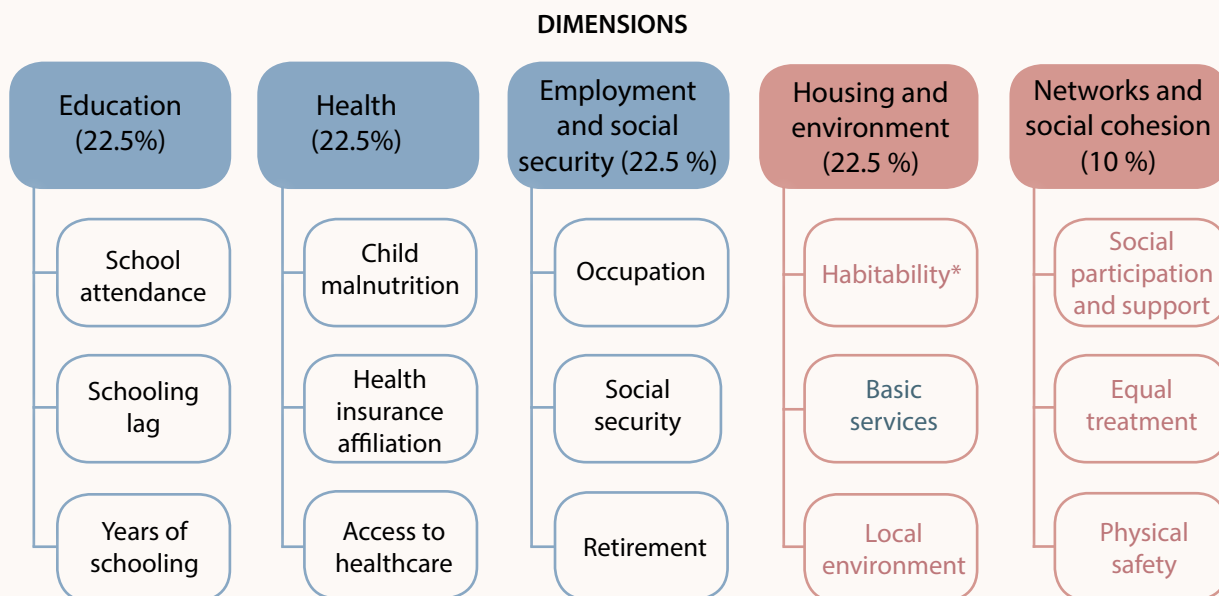 DIMENSIONS
Education
(22.5%)
Health
(22.5%)
Employment
and social
security (22.5 %)
Housing and
environment
(22.5 %)
Networks and
social cohesion
(10 %)
School
attendance
Child
malnutrition
Occupation
Habitability*
Social
participation
and support
Schooling
lag
Health
insurance
affiliation
Social
security
Basic
services
Equal
treatment
Years of
schooling
Access to
healthcare
Retirement
Local
environment
Physical
safety